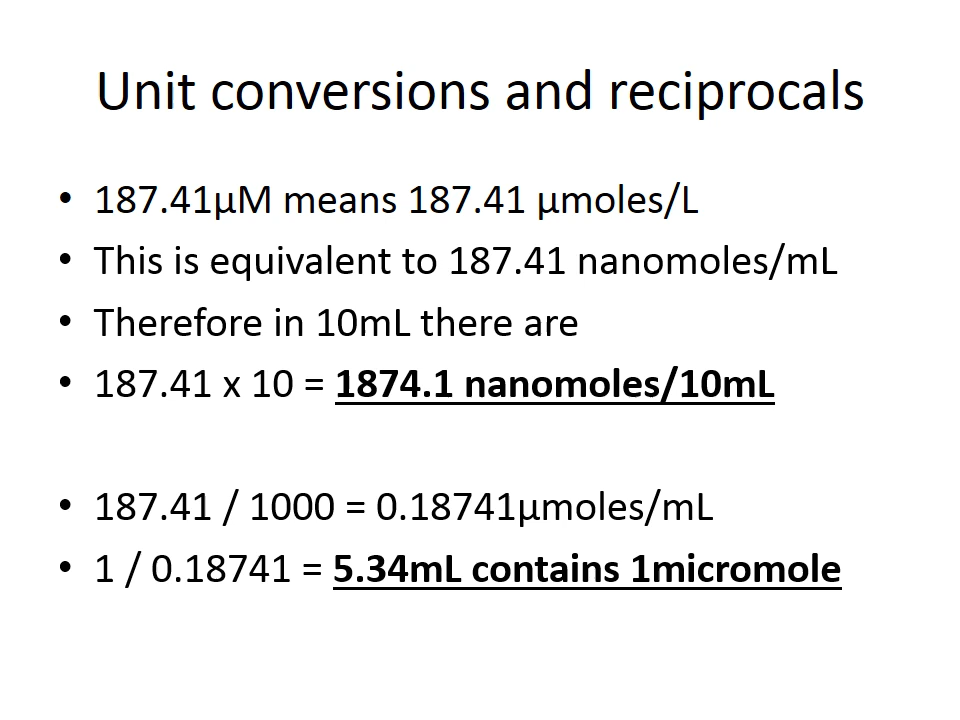 Unit conversions and reciprocals
• 187.41µM means 187.41 µmoles/L
• This is equivalent to 187.41 nanomoles/mL
• Therefore in 10mL there are
• 187.41 x 10 = 1874.1 nanomoles/10mL
• 187.41 / 1000 = 0.18741µmoles/mL
• 1 / 0.18741 = 5.34mL contains 1micromole